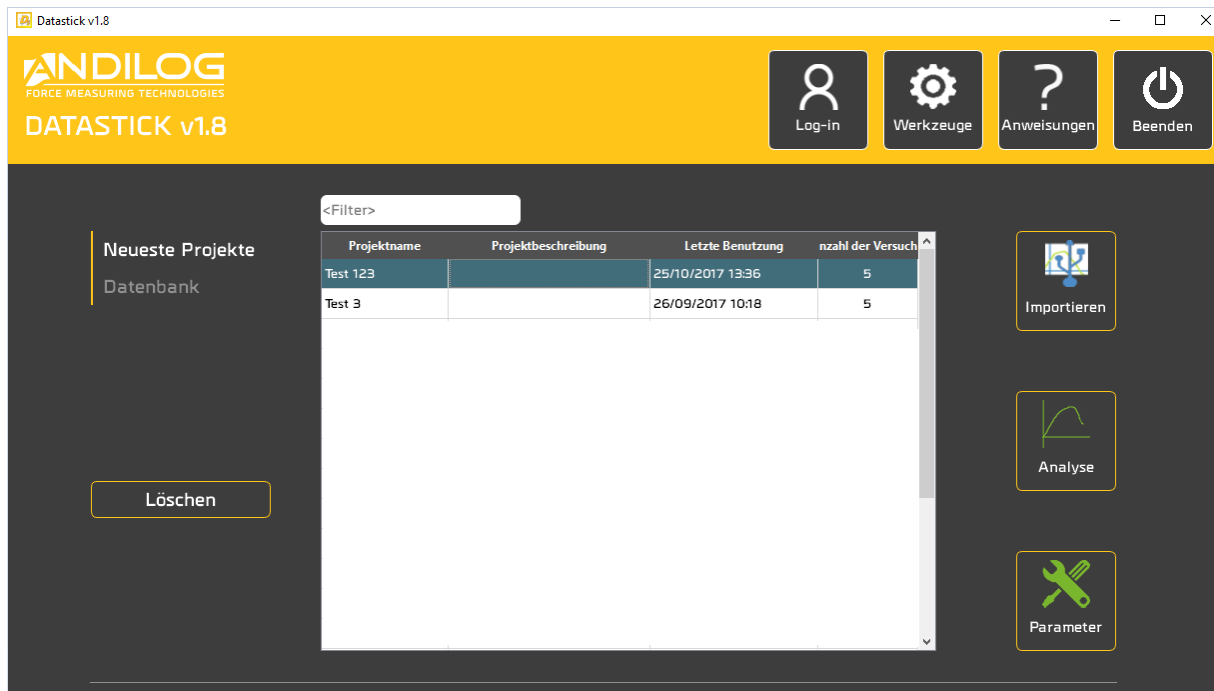 Datastick v1.8
ANDILOG
FORCE MEASURING TECHNOLOGIES
DATASTICK v1.8
Log-in
Werkzeuge
Anweisungen
Beenden
<Filter>
Neueste Projekte
Datenbank
Löschen
Projektname Projektbeschreibung Letzte Benutzung nzahl der Versuch
Test 123 25/10/2017 13:36 5
Test 3 26/09/2017 10:18 5
Importieren
Analyse
Parameter